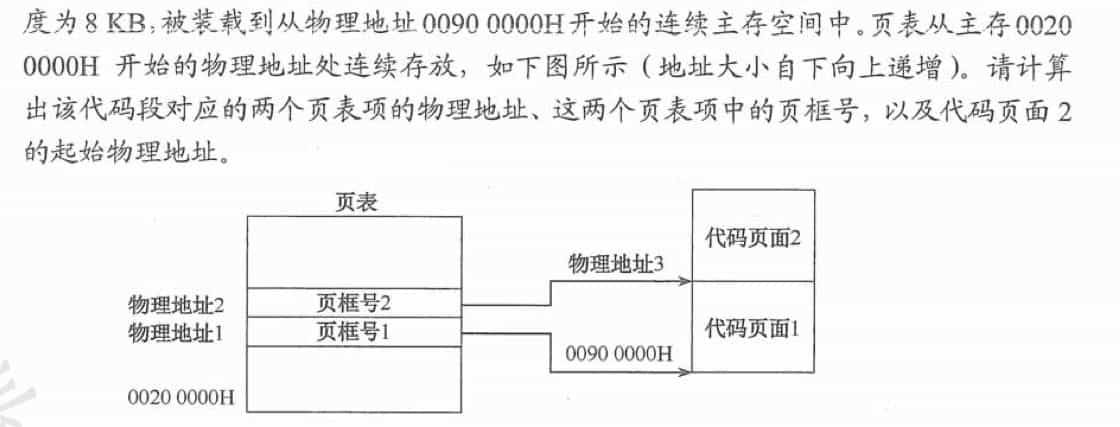 度为 8 KB,被装载到从物理地址 0090 0000H 开始的连续主存空间中。页表从主存 0020
0000H 开始的物理地址处连续存放，如下图所示（地址大小自下向上递增）。请计算
出该代码段对应的两个页表项的物理地址、这两个页表项中的页框号，以及代码页面 2
的起始物理地址。
页表
代码页面2
物理地址3
物理地址2
页框号2
物理地址1
页框号1
代码页面1
0090 0000H
0020 0000H